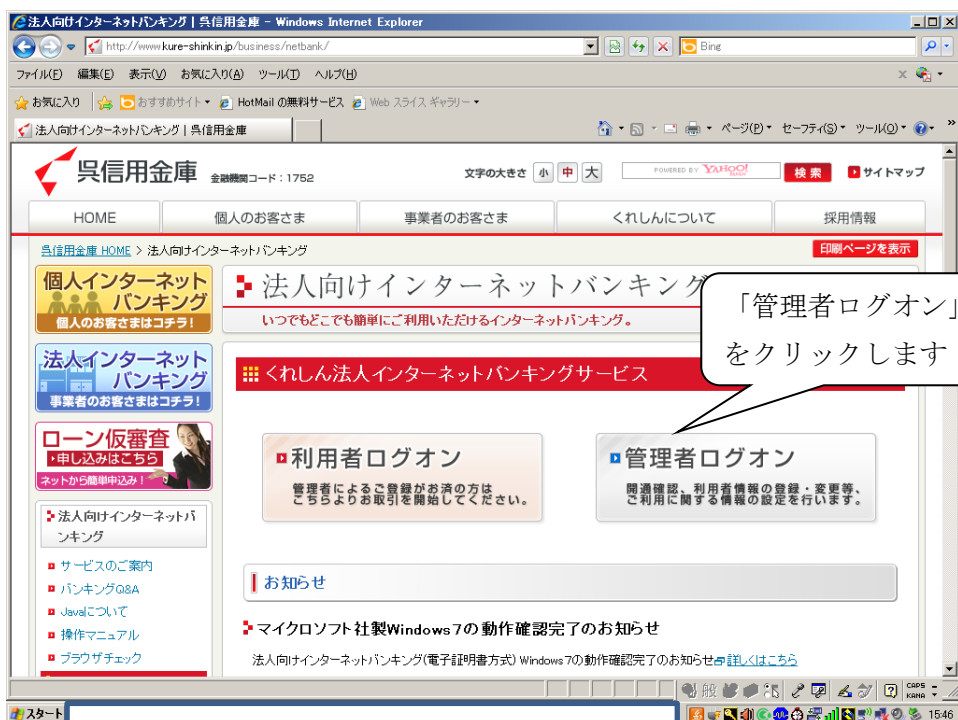 法人向けインターネットバンキング | 呉信用金庫 - Windows Internet Explorer
http://www.kure-shinkin.jp/business/netbank/
Bing
ファイル(F) 編集(E) 表示(V) お気に入り(A) ツール(T) ヘルプ(H)
お気に入り おすすめサイト HotMail の無料サービス Web スライス ギャラリー
法人向けインターネットバンキング | 呉信用金庫
ページ(P) セーフティ(S) ツール(O)
呉信用金庫 金融機関コード：1752
文字の大きさ 小 中 大
POWERED BY YAHOO! JAPAN
検索
サイトマップ
HOME 個人のお客さま 事業者のお客さま くれしんについて 採用情報
呉信用金庫 HOME > 法人向けインターネットバンキング
印刷ページを表示
個人インターネット
バンキング
個人のお客さまはコチラ！
法人向けインターネットバンキング
いつでもどこでも簡単にご利用いただけるインターネットバンキング。
「管理者ログオン」
をクリックします
法人インターネット
バンキング
事業者のお客さまはコチラ！
くれしん法人インターネットバンキングサービス
ローン仮審査
申し込みはこちら
ネットから簡単申込み！
利用者ログオン
管理者によるご登録がお済の方は
こちらよりお取引を開始してください。
管理者ログオン
開通確認、利用者情報の登録・変更等、
ご利用に関する情報の設定を行います。
法人向けインターネットバ
ンキング
サービスのご案内
バンキングQ&A
Javaについて
操作マニュアル
ブラウザチェック
お知らせ
マイクロソフト社製Windows7の動作確認完了のお知らせ
法人向けインターネットバンキング(電子証明書方式) Windows7の動作確認完了のお知らせ 詳しくはこちら
般
CAPS
KANA
スタート
15:46